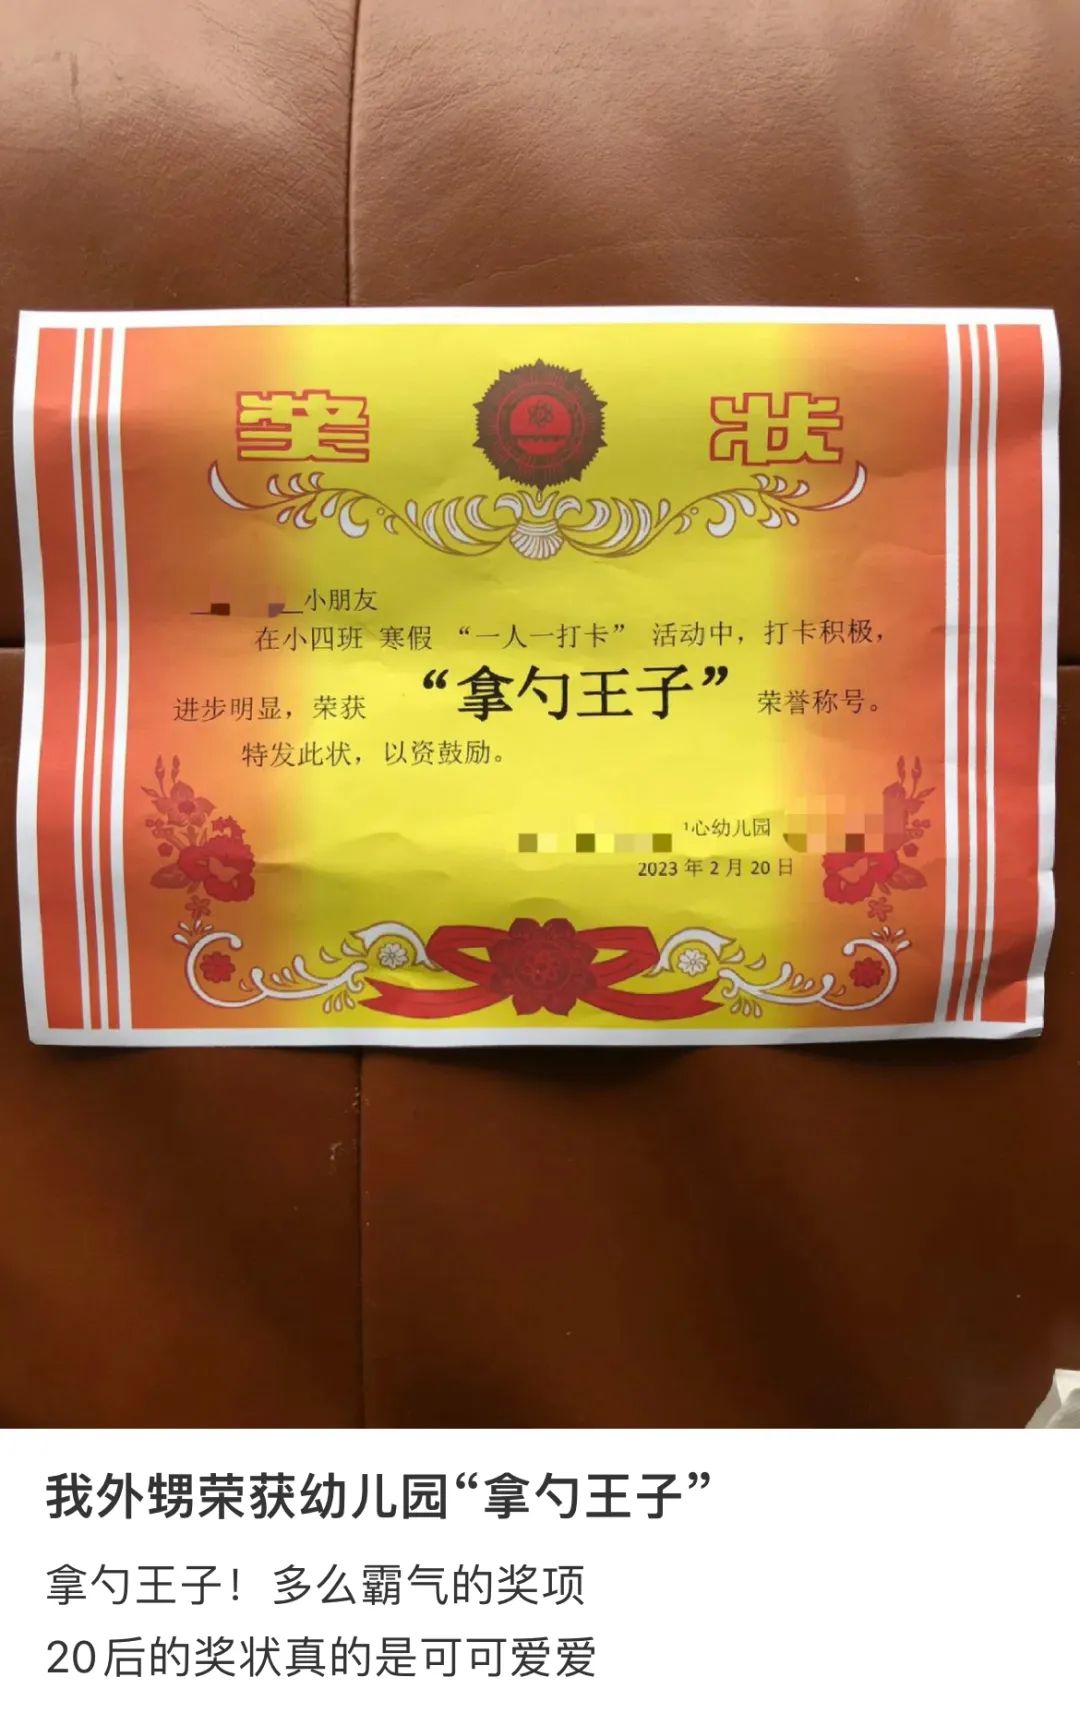 奖 状
小朋友
在小四班 寒假 “一人一打卡” 活动中，打卡积极，
进步明显，荣获 “拿勺王子” 荣誉称号。
特发此状，以资鼓励。
心幼儿园
2023 年 2 月 20 日
我外甥荣获幼儿园“拿勺王子”
拿勺王子！多么霸气的奖项
20后的奖状真的是可可爱爱